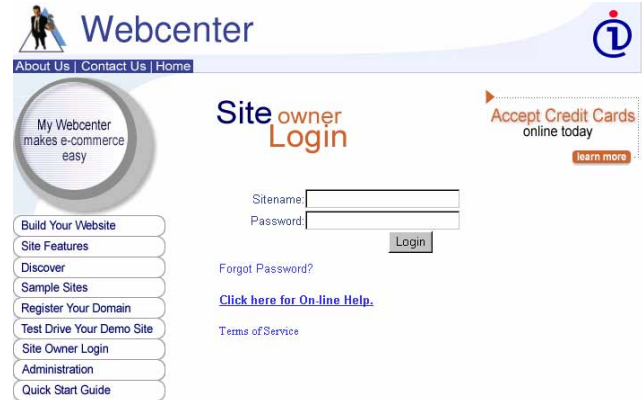 Webcenter
i
About Us | Contact Us | Home
My Webcenter
makes e-commerce
easy
Site owner
Login
Accept Credit Cards
online today
learn more
Sitename:
Password:
Login
Forgot Password?
Click here for On-line Help.
Terms of Service
Build Your Website
Site Features
Discover
Sample Sites
Register Your Domain
Test Drive Your Demo Site
Site Owner Login
Administration
Quick Start Guide